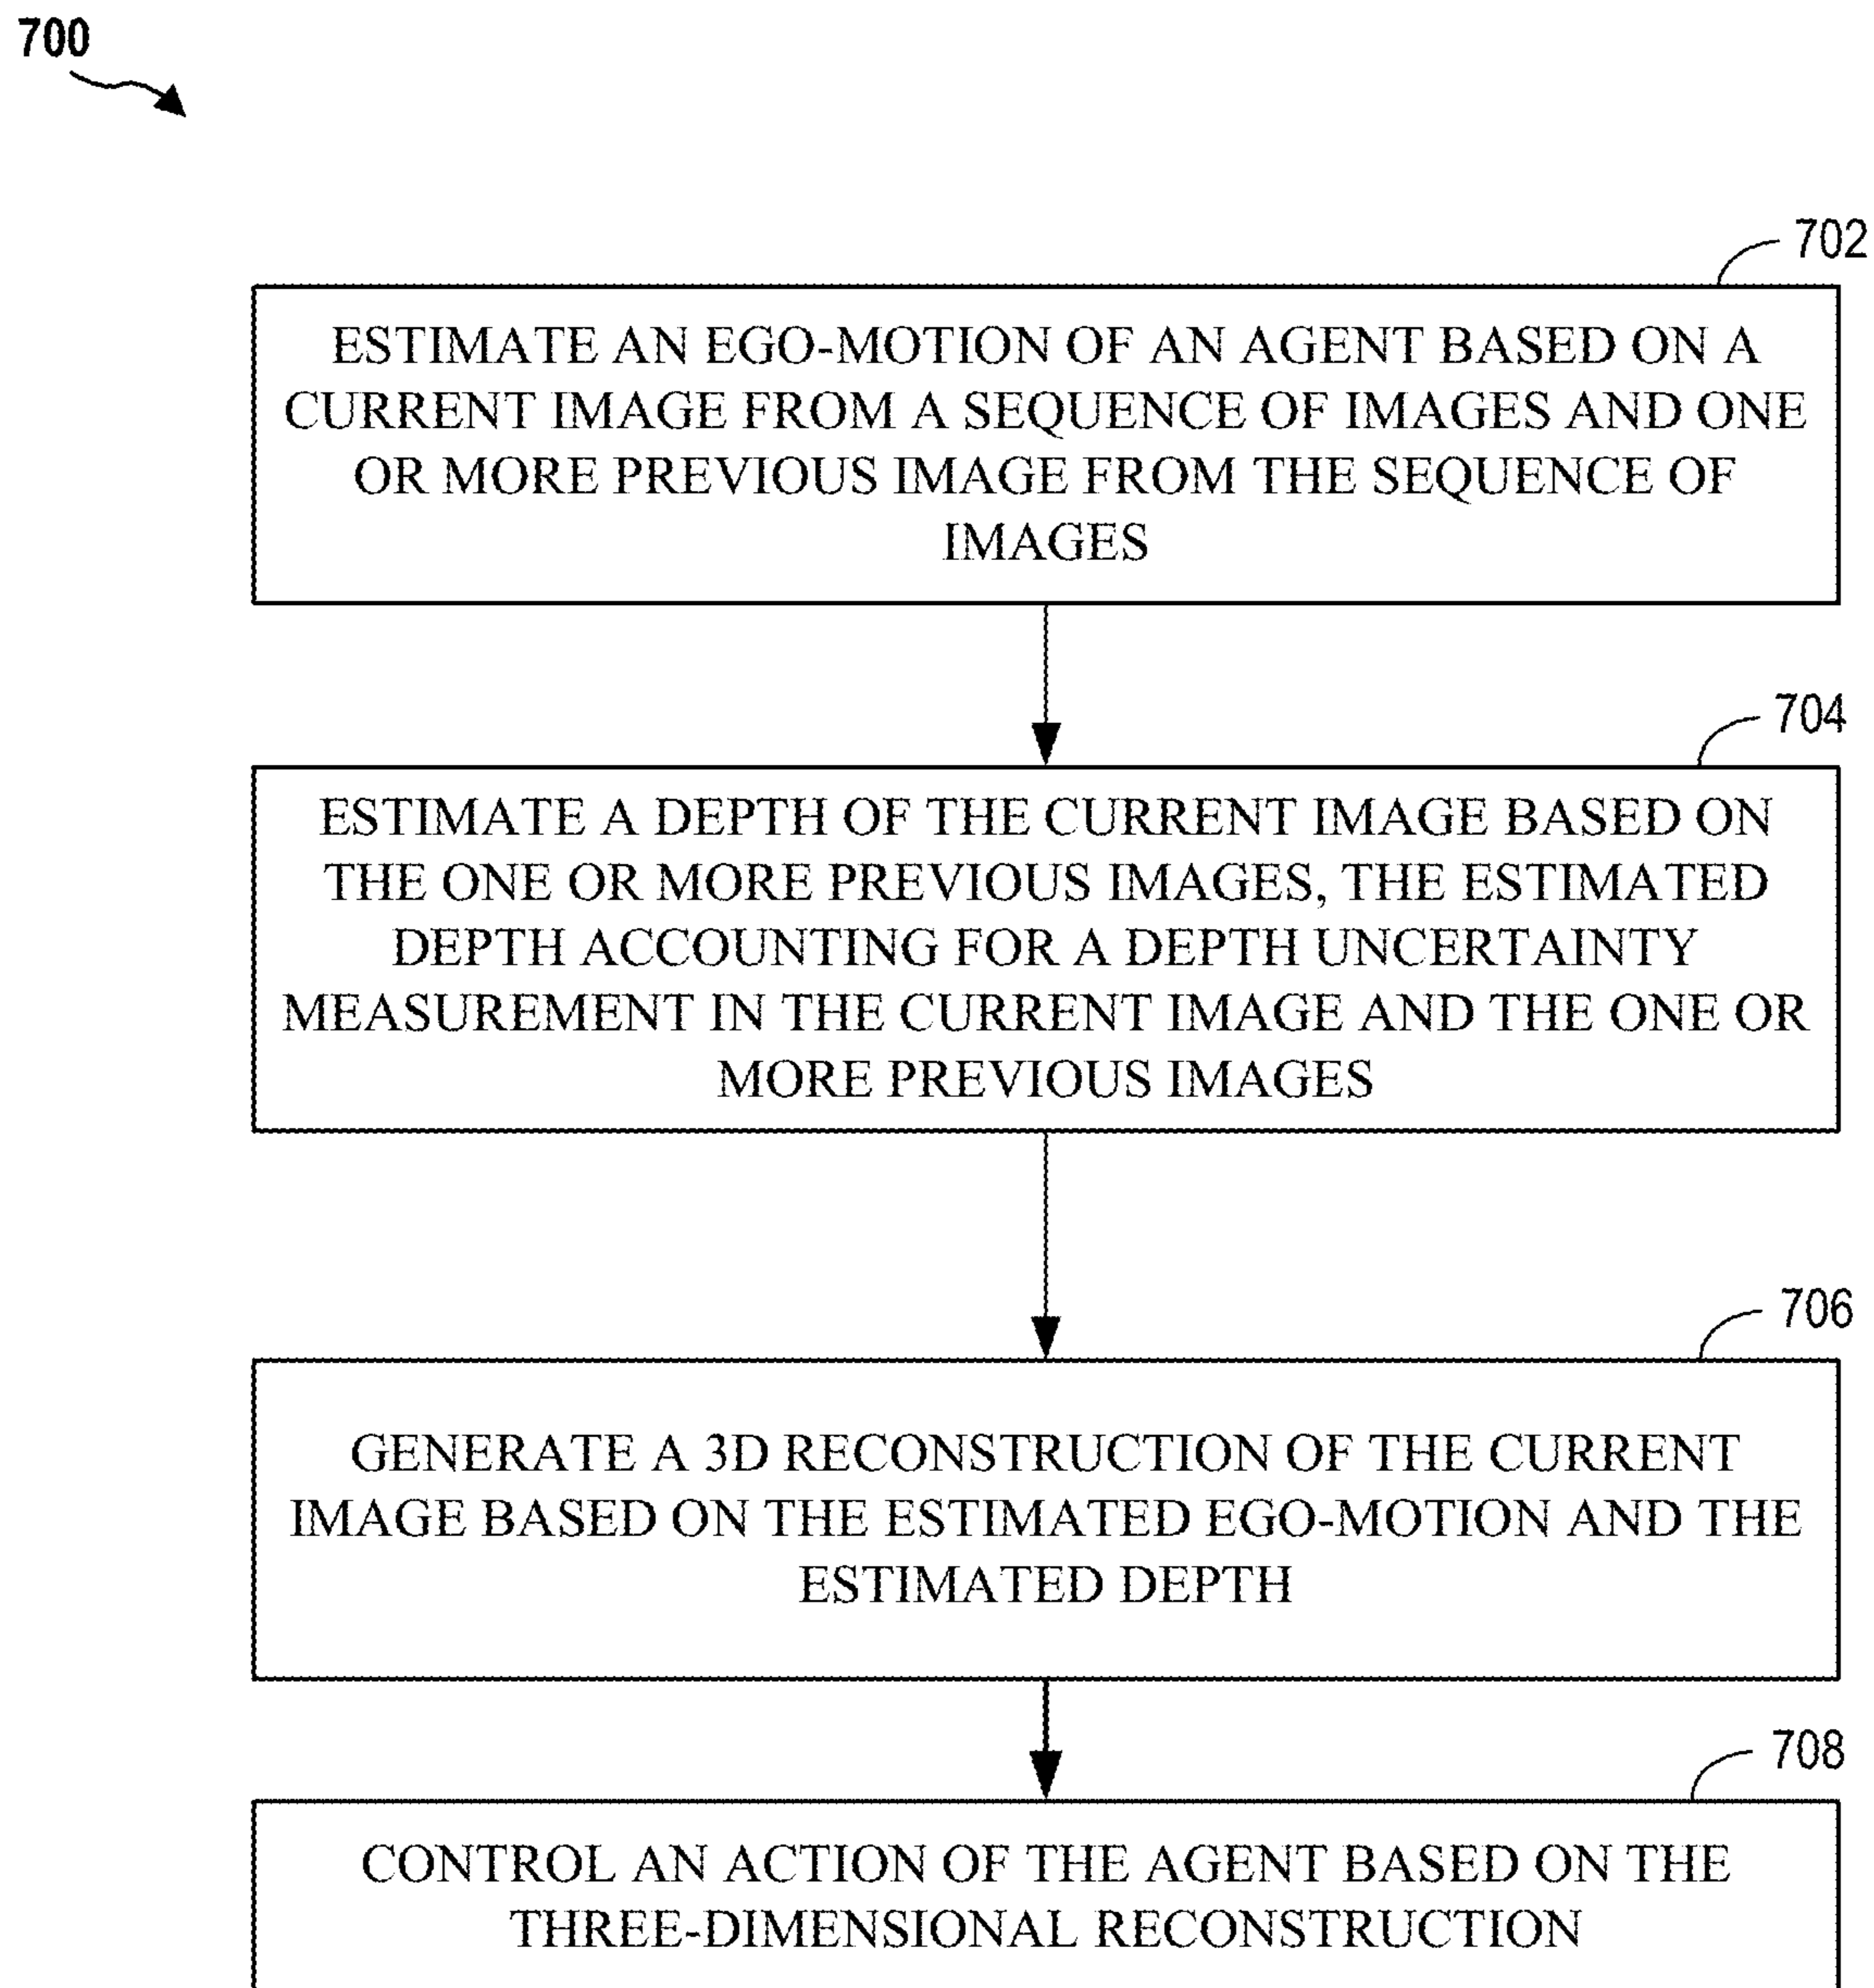 700
702
ESTIMATE AN EGO-MOTION OF AN AGENT BASED ON A
CURRENT IMAGE FROM A SEQUENCE OF IMAGES AND ONE
OR MORE PREVIOUS IMAGE FROM THE SEQUENCE OF
IMAGES
704
ESTIMATE A DEPTH OF THE CURRENT IMAGE BASED ON
THE ONE OR MORE PREVIOUS IMAGES, THE ESTIMATED
DEPTH ACCOUNTING FOR A DEPTH UNCERTAINTY
MEASUREMENT IN THE CURRENT IMAGE AND THE ONE OR
MORE PREVIOUS IMAGES
706
GENERATE A 3D RECONSTRUCTION OF THE CURRENT
IMAGE BASED ON THE ESTIMATED EGO-MOTION AND THE
ESTIMATED DEPTH
708
CONTROL AN ACTION OF THE AGENT BASED ON THE
THREE-DIMENSIONAL RECONSTRUCTION